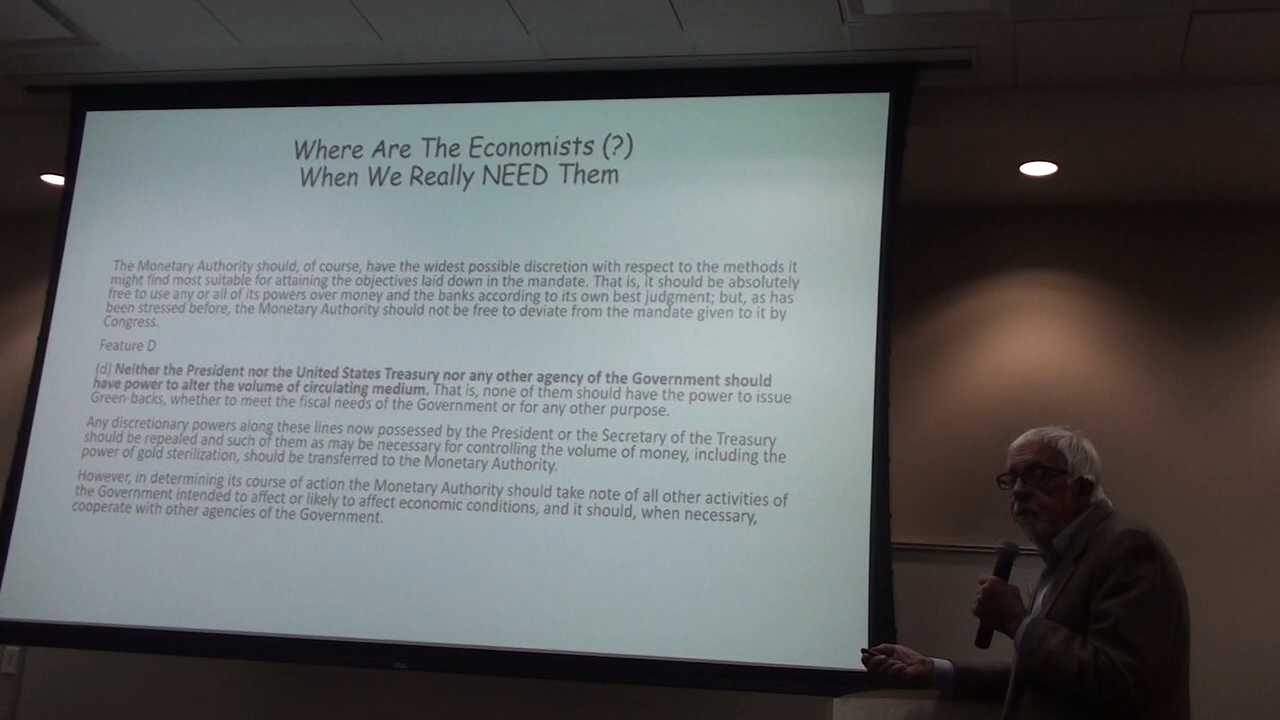 Where Are The Economists (?)
When We Really NEED Them
The Monetary Authority should, of course, have the widest possible discretion with respect to the methods it
might find most suitable for attaining the objectives laid down in the mandate. That is, it should be absolutely
free to use any or all of its powers over money and the banks according to its own best judgment; but, as has
been stressed before, the Monetary Authority should not be free to deviate from the mandate given to it by
Congress.
Feature D
(d) Neither the President nor the United States Treasury nor any other agency of the Government should
have power to alter the volume of circulating medium. That is, none of them should have the power to issue
Green-backs, whether to meet the fiscal needs of the Government or for any other purpose.
Any discretionary powers along these lines now possessed by the President or the Secretary of the Treasury
should be repealed and such of them as may be necessary for controlling the volume of money, including the
power of gold sterilization, should be transferred to the Monetary Authority.
However, in determining its course of action the Monetary Authority should take note of all other activities of
the Government intended to affect or likely to affect economic conditions, and it should, when necessary,
cooperate with other agencies of the Government.